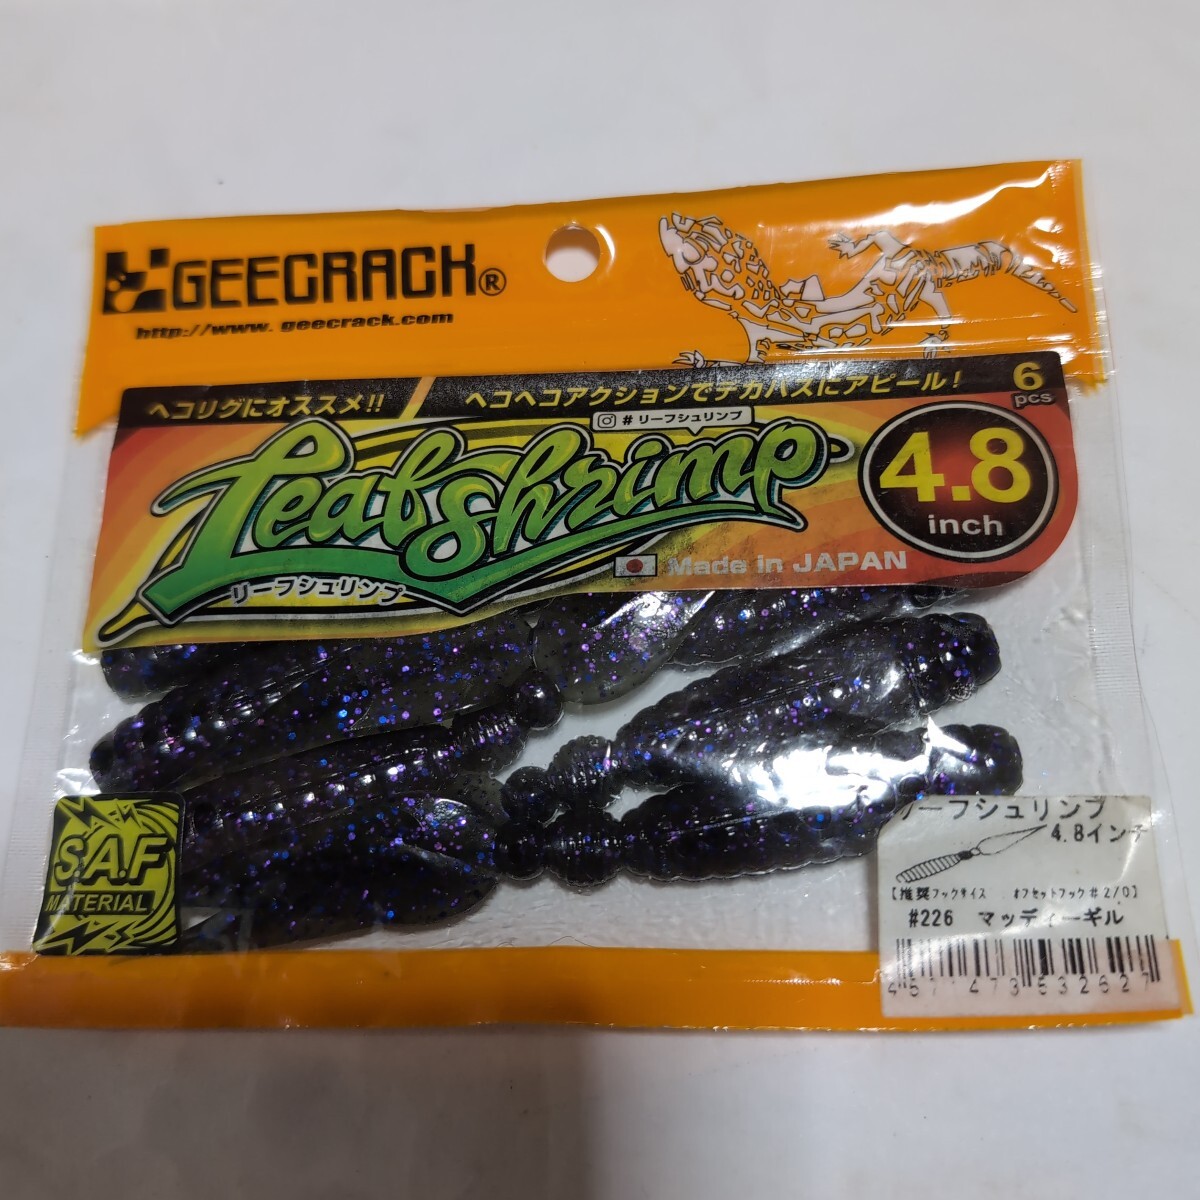 GEECRACK®
http://www.geecrack.com
ヘコリグにオススメ!!
ヘコヘコアクションでデカバスにアピール!
6
pcs
#リーフシュリンプ
Leaf Shrimp
リーフシュリンプ
4.8
inch
Made in JAPAN
S.A.F
MATERIAL
リーフシュリンプ
4.8インチ
【推奨フックサイズ オフセットフック#2/0】
#226 マッディーギル